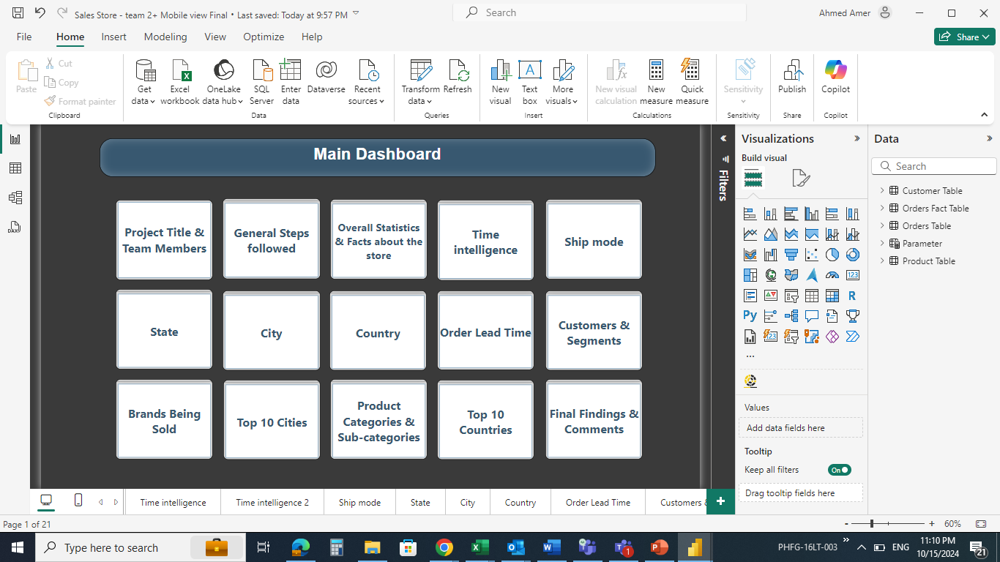 Sales Store - team 2+ Mobile view Final • Last saved: Today at 9:57 PM
Search
Ahmed Amer
File
Home
Insert
Modeling
View
Optimize
Help
Share
Paste
Cut
Copy
Format painter
Clipboard
Get
data
Excel
workbook
OneLake
data hub
SQL
Server
Enter
data
Dataverse
Recent
sources
Data
Transform
data
Refresh
Queries
New
visual
A
Text
box
More
visuals
Insert
New visual
calculation
New
measure
Quick
measure
Calculations
Sensitivity
Sensitivity
Publish
Share
Copilot
Copilot
Main Dashboard
Project Title &
Team Members
General Steps
followed
Overall Statistics
& Facts about the
store
Time
intelligence
Ship mode
State
City
Country
Order Lead Time
Customers &
Segments
Brands Being
Sold
Top 10 Cities
Product
Categories &
Sub-categories
Top 10
Countries
Final Findings &
Comments
Filters
Visualizations
Build visual
123
R
Py
123
...
Values
Add data fields here
Tooltip
Keep all filters
On
Drag tooltip fields here
Data
Search
Customer Table
Orders Fact Table
Orders Table
Parameter
Product Table
Time intelligence
Time intelligence 2
Ship mode
State
City
Country
Order Lead Time
Customers &
+
Page 1 of 21
- + 60%
Type here to search
1
PHFG-16LT-003
ENG
11:10 PM
10/15/2024
21